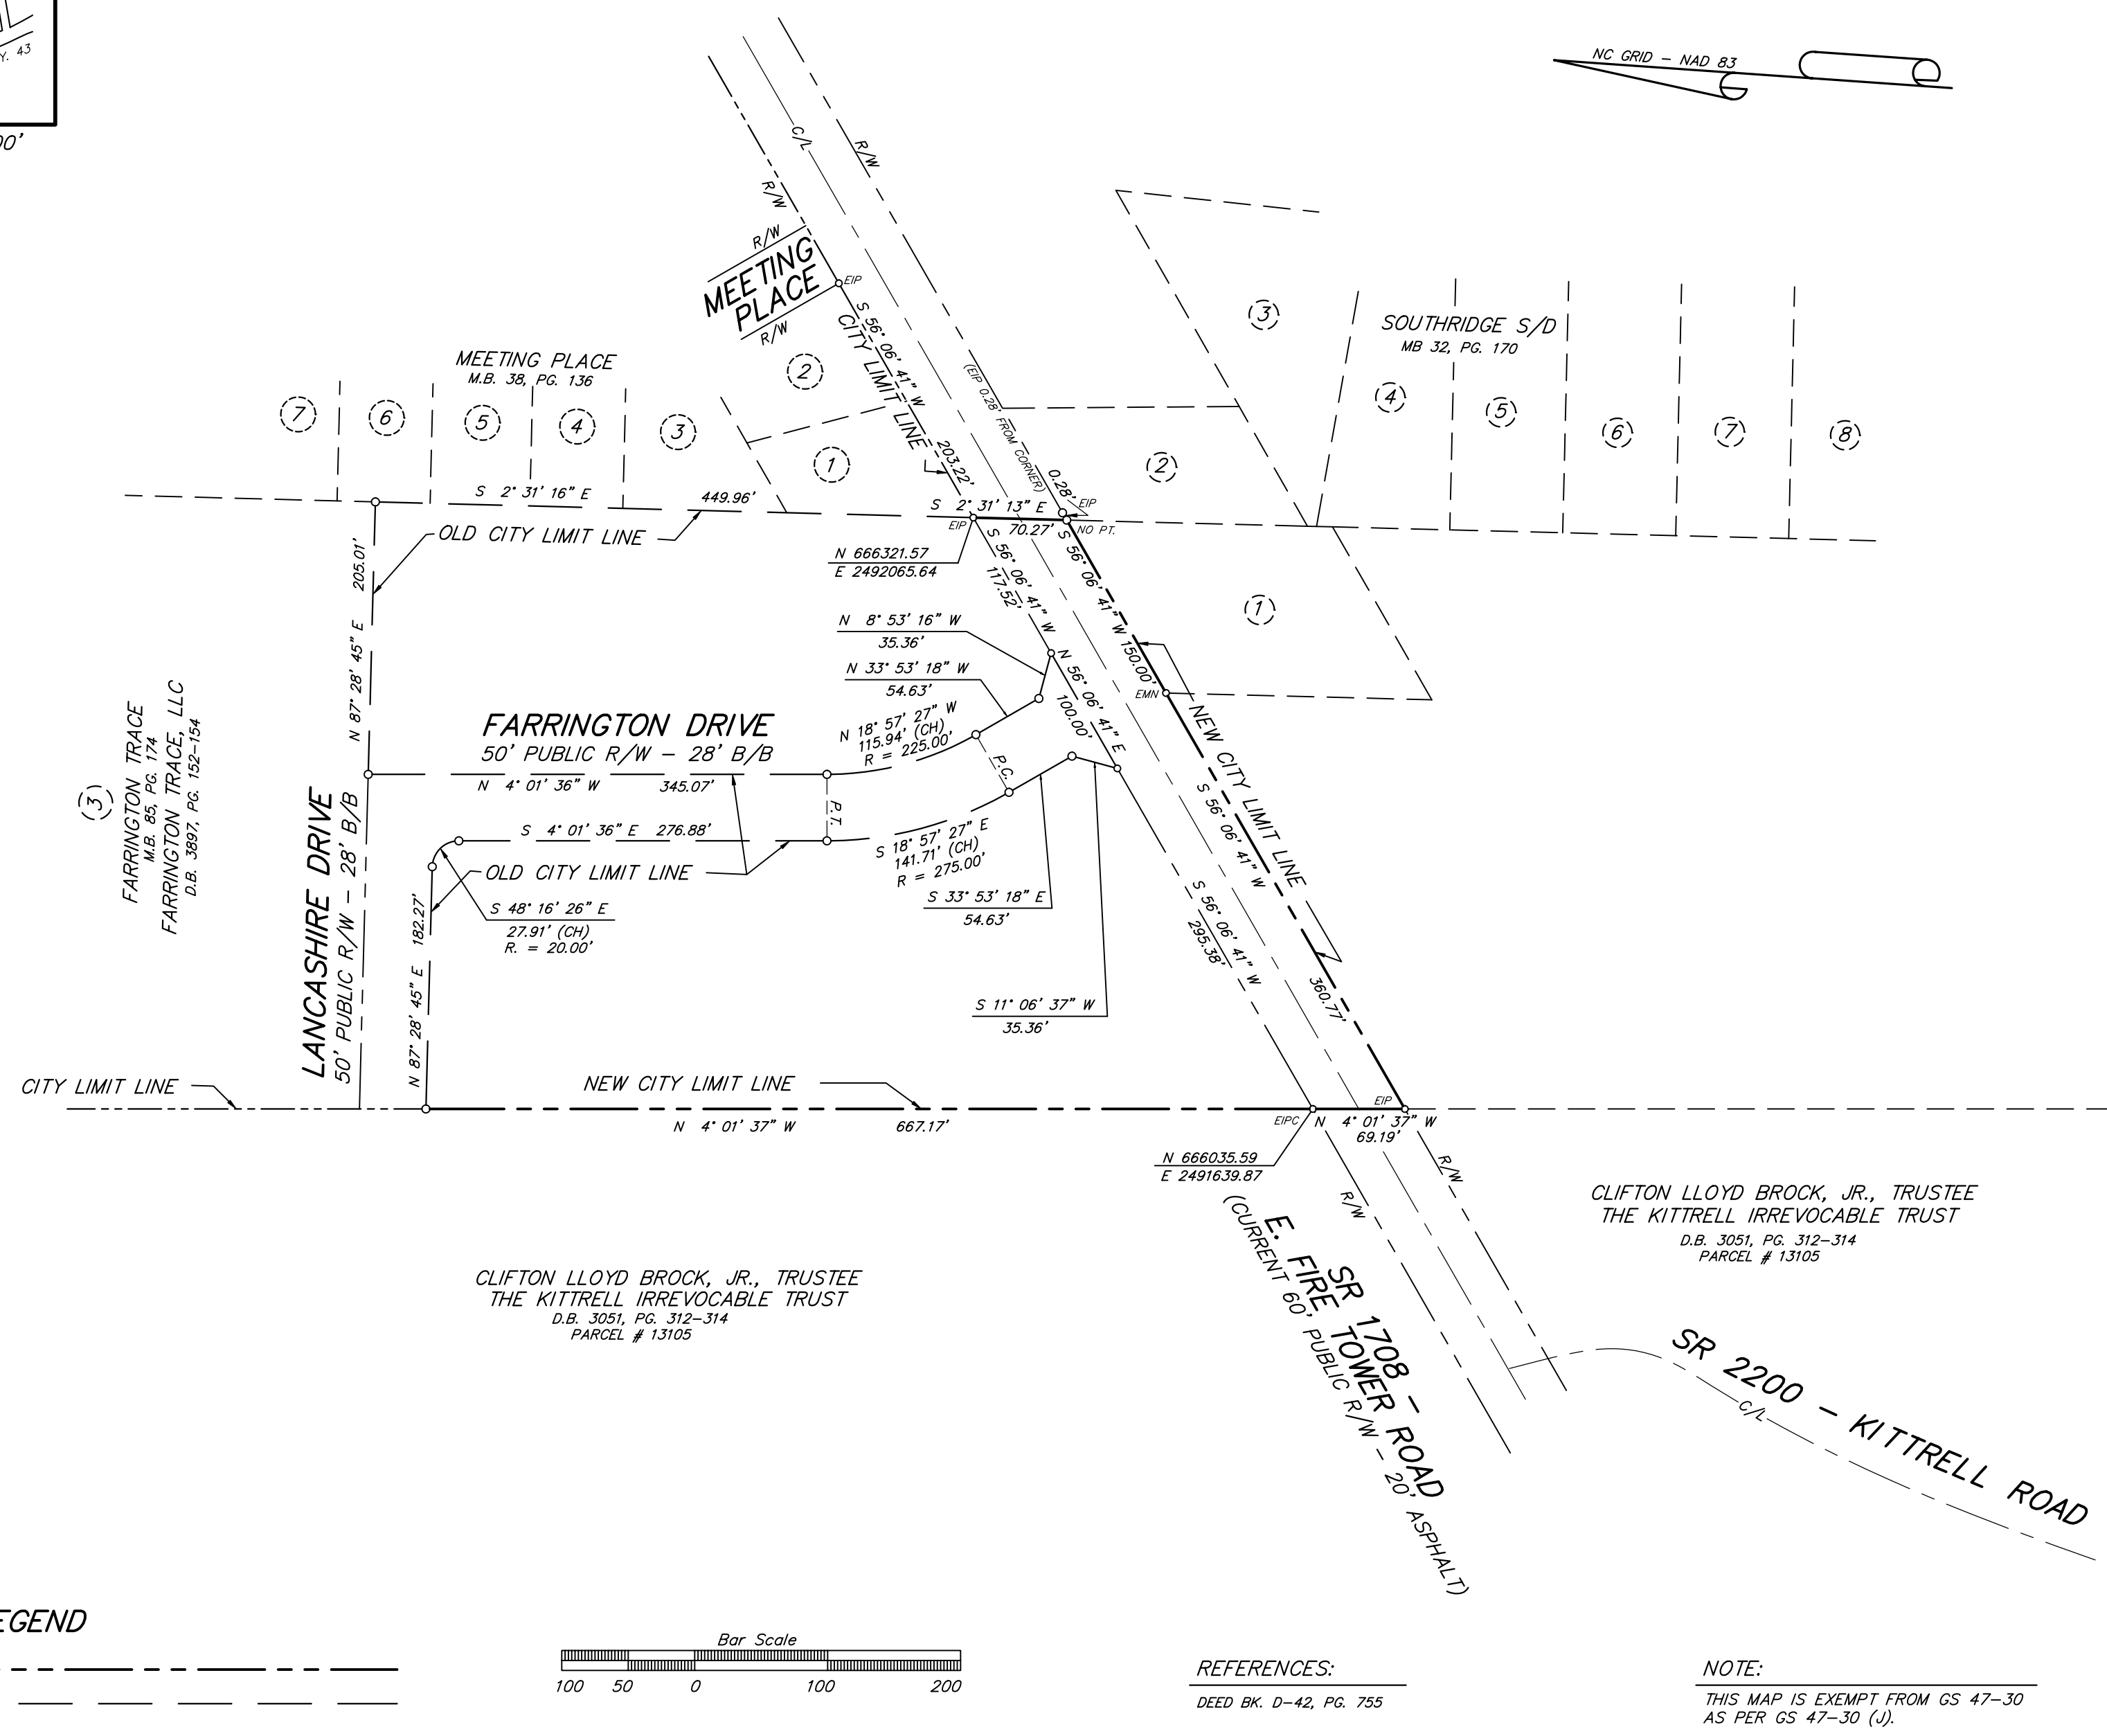 Y. 43
00'
NC GRID – NAD 83
C/L
R/W
R/W
R/W
MEETING
PLACE
R/W
EIP
S 56° 06' 41" W
203.22'
CITY LIMIT LINE
(EIP 0.28' FROM CORNER)
0.28'
EIP
MEETING PLACE
M.B. 38, PG. 136
7
6
5
4
3
2
1
SOUTHRIDGE S/D
MB 32, PG. 170
3
4
5
6
7
8
2
1
S 2° 31' 16" E
449.96'
S 2° 31' 13" E
70.27'
EIP
NO PT.
OLD CITY LIMIT LINE
N 666321.57
E 2492065.64
S 56° 06' 41" W
117.52'
S 56° 06' 41" W
150.00'
EMN
N 87° 28' 45" E 205.01'
N 8° 53' 16" W
35.36'
N 33° 53' 18" W
54.63'
N 56° 06' 41" E
100.00'
N 18° 57' 27" W
115.94' (CH)
R = 225.00'
FARRINGTON DRIVE
50' PUBLIC R/W – 28' B/B
N 4° 01' 36" W
345.07'
P.C.
P.T.
S 4° 01' 36" E 276.88'
S 18° 57' 27" E
141.71' (CH)
R = 275.00'
S 33° 53' 18" E
54.63'
S 11° 06' 37" W
35.36'
OLD CITY LIMIT LINE
S 48° 16' 26" E
27.91' (CH)
R. = 20.00'
3
FARRINGTON TRACE
M.B. 85, PG. 174
FARRINGTON TRACE, LLC
D.B. 3897, PG. 152–154
LANCASHIRE DRIVE
50' PUBLIC R/W – 28' B/B
N 87° 28' 45" E 182.27'
NEW CITY LIMIT LINE
S 56° 06' 41" W
360.77'
S 56° 06' 41" W
295.38'
CITY LIMIT LINE
NEW CITY LIMIT LINE
N 4° 01' 37" W
667.17'
EIPC
EIP
N 4° 01' 37" W
69.19'
N 666035.59
E 2491639.87
R/W
R/W
CLIFTON LLOYD BROCK, JR., TRUSTEE
THE KITTRELL IRREVOCABLE TRUST
D.B. 3051, PG. 312–314
PARCEL # 13105
CLIFTON LLOYD BROCK, JR., TRUSTEE
THE KITTRELL IRREVOCABLE TRUST
D.B. 3051, PG. 312–314
PARCEL # 13105
SR 1708 –
E. FIRE TOWER ROAD
(CURRENT 60' PUBLIC R/W – 20' ASPHALT)
SR 2200 – KITTRELL ROAD
C/L
EGEND
Bar Scale
100 50 0 100 200
REFERENCES:
DEED BK. D–42, PG. 755
NOTE:
THIS MAP IS EXEMPT FROM GS 47–30
AS PER GS 47–30 (J).